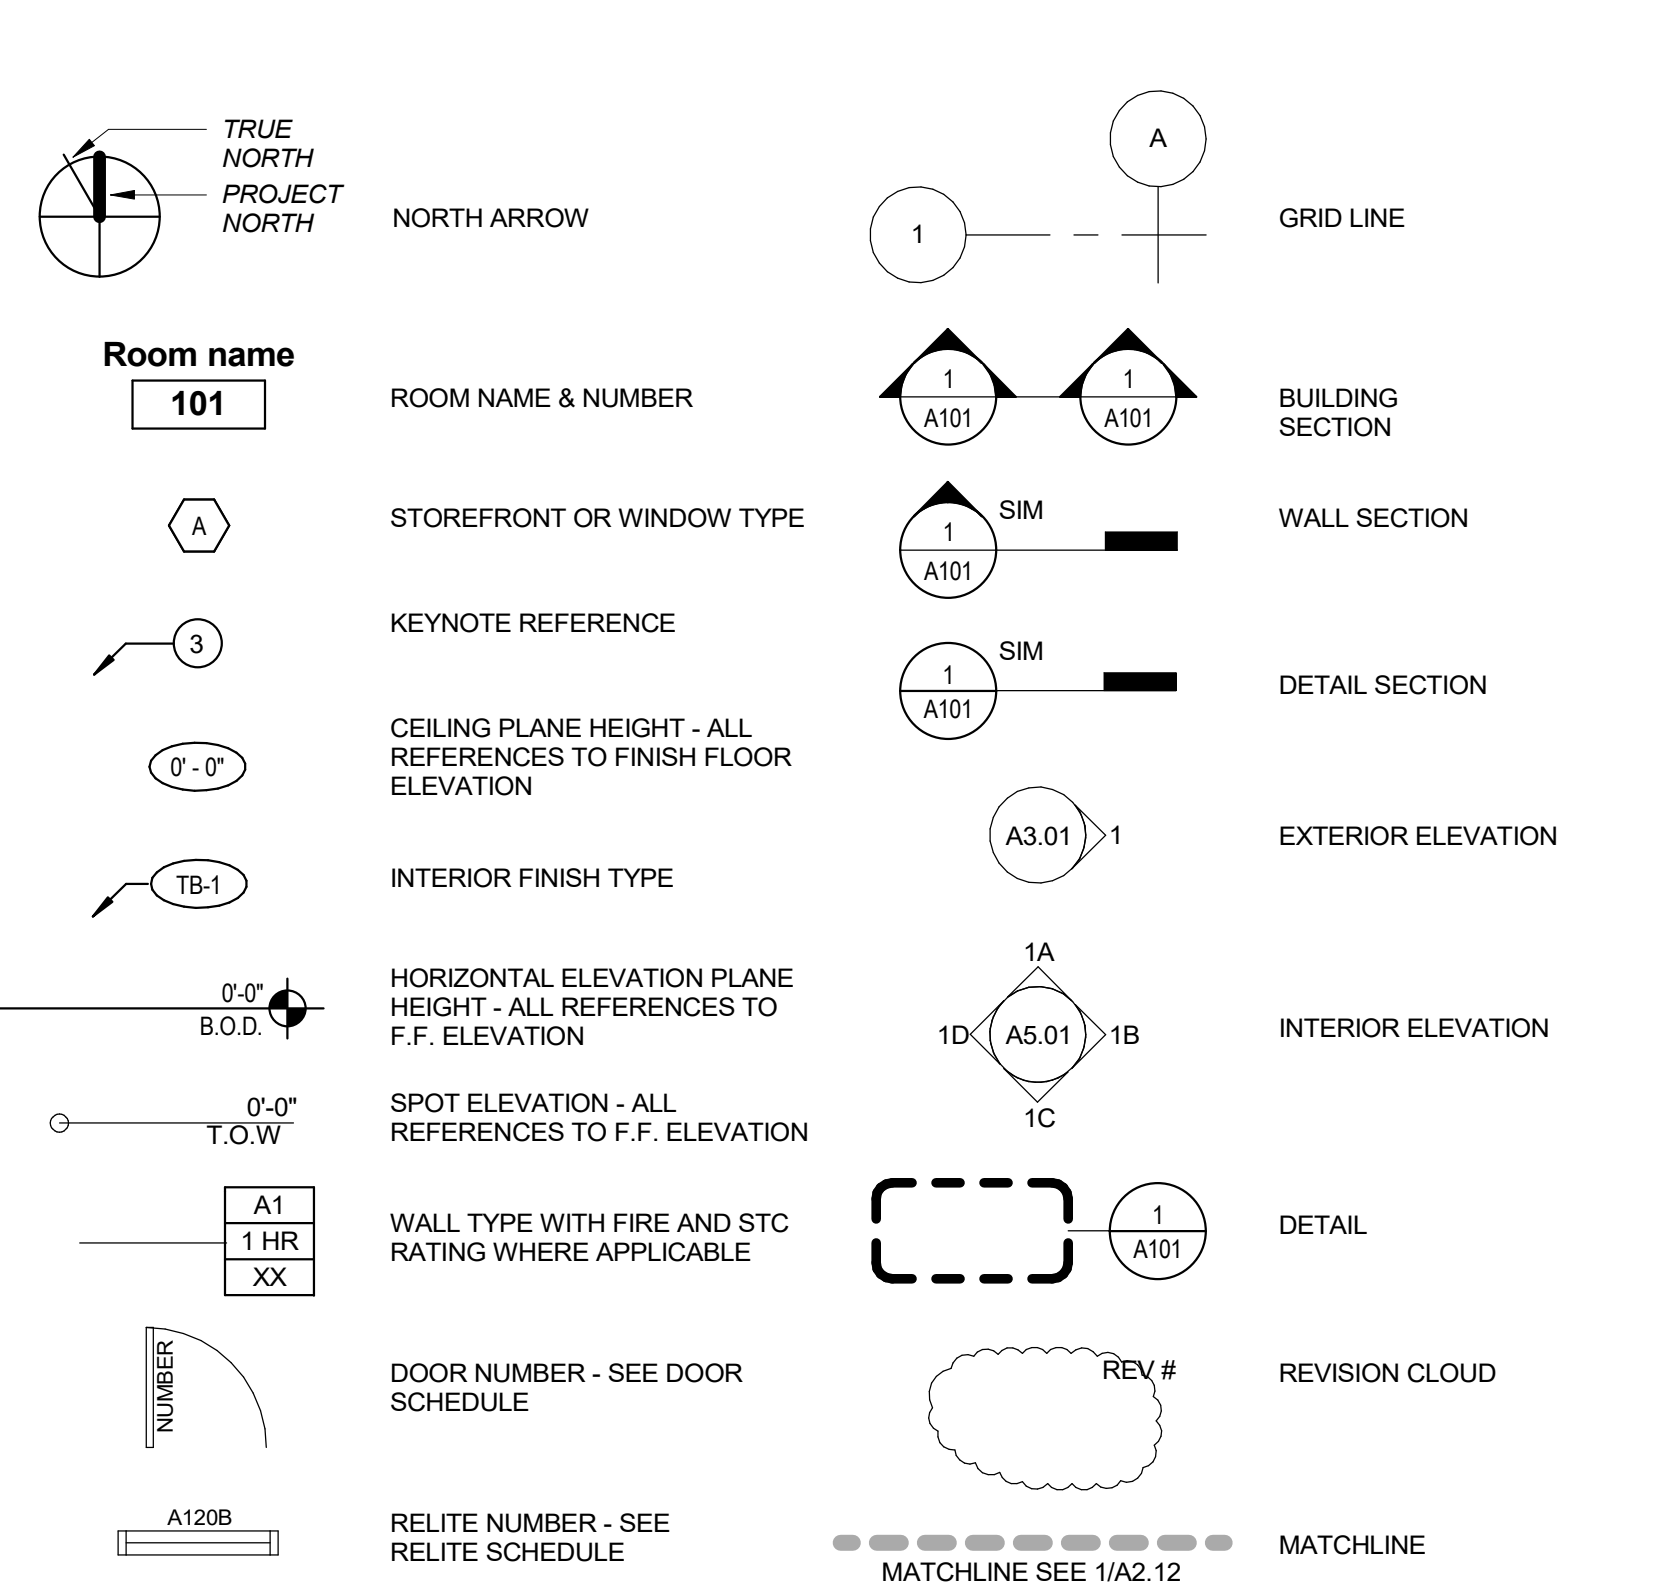 TRUE
NORTH
PROJECT
NORTH
NORTH ARROW
Room name
101
ROOM NAME & NUMBER
A
STOREFRONT OR WINDOW TYPE
3
KEYNOTE REFERENCE
0' - 0"
CEILING PLANE HEIGHT - ALL
REFERENCES TO FINISH FLOOR
ELEVATION
TB-1
INTERIOR FINISH TYPE
0'-0"
B.O.D.
HORIZONTAL ELEVATION PLANE
HEIGHT - ALL REFERENCES TO
F.F. ELEVATION
0'-0"
T.O.W
SPOT ELEVATION - ALL
REFERENCES TO F.F. ELEVATION
A1
1 HR
XX
WALL TYPE WITH FIRE AND STC
RATING WHERE APPLICABLE
NUMBER
DOOR NUMBER - SEE DOOR
SCHEDULE
A120B
RELITE NUMBER - SEE
RELITE SCHEDULE
A
1
GRID LINE
1
A101
1
A101
BUILDING
SECTION
1
A101
SIM
WALL SECTION
1
A101
SIM
DETAIL SECTION
A3.01
1
EXTERIOR ELEVATION
1A
1D
A5.01
1B
1C
INTERIOR ELEVATION
1
A101
DETAIL
REV #
REVISION CLOUD
MATCHLINE SEE 1/A2.12
MATCHLINE